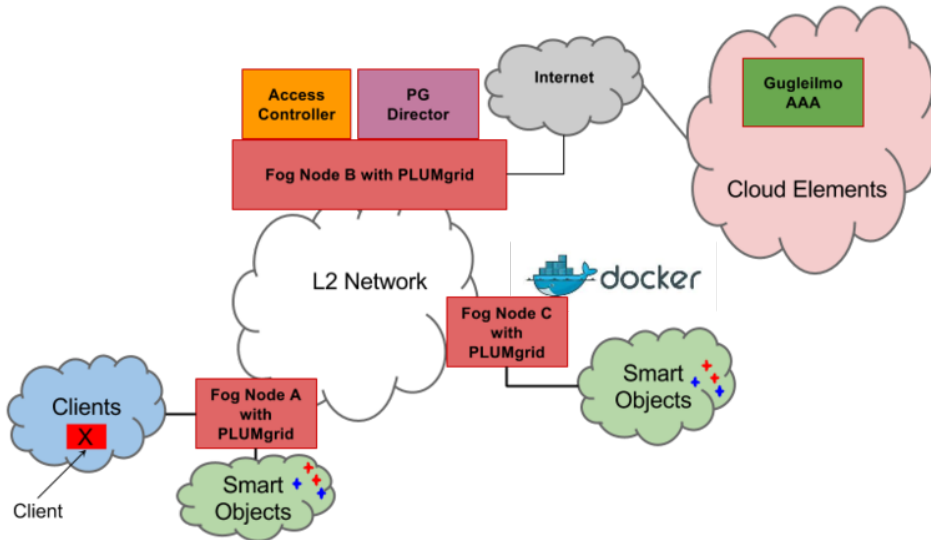 Access
Controller
PG
Director
Internet
Gugleilmo
AAA
Fog Node B with PLUMgrid
Cloud Elements
L2 Network
docker
Fog Node C
with
PLUMgrid
Smart
Objects
Fog Node A
with
PLUMgrid
Clients
X
Smart
Objects
Client